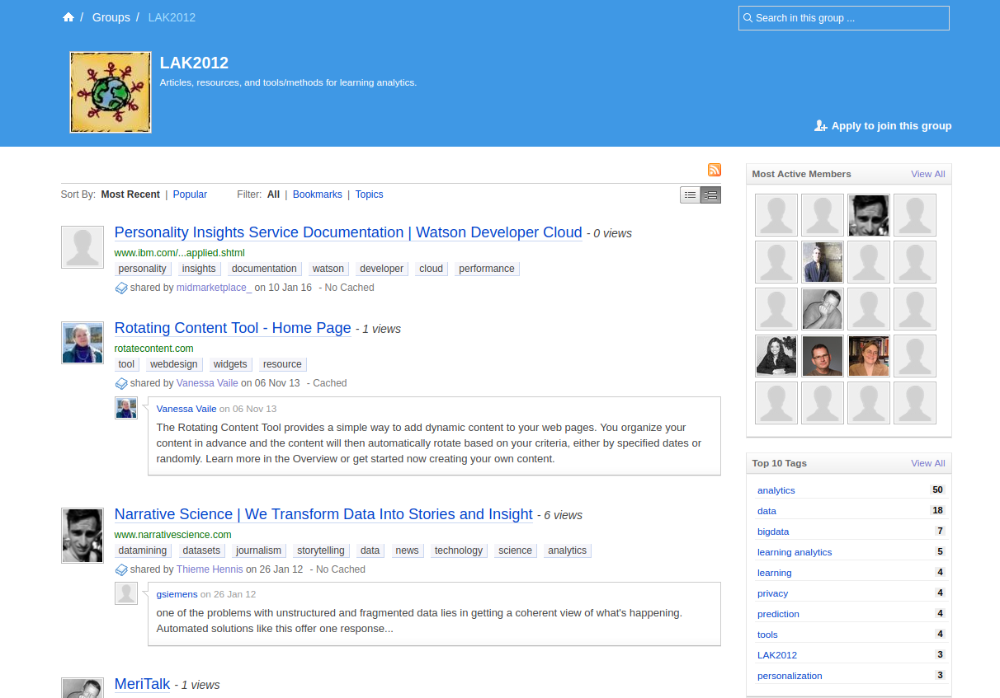 / Groups / LAK2012
Search in this group ...
LAK2012
Articles, resources, and tools/methods for learning analytics.
Apply to join this group
Sort By: Most Recent | Popular Filter: All | Bookmarks | Topics
Personality Insights Service Documentation | Watson Developer Cloud - 0 views
www.ibm.com/...applied.shtml
personality insights documentation watson developer cloud performance
shared by midmarketplace_ on 10 Jan 16 - No Cached
Rotating Content Tool - Home Page - 1 views
rotatecontent.com
tool webdesign widgets resource
shared by Vanessa Vaile on 06 Nov 13 - Cached
Vanessa Vaile on 06 Nov 13
The Rotating Content Tool provides a simple way to add dynamic content to your web pages. You organize your
content in advance and the content will then automatically rotate based on your criteria, either by specified dates or
randomly. Learn more in the Overview or get started now creating your own content.
Narrative Science | We Transform Data Into Stories and Insight - 6 views
www.narrativescience.com
datamining datasets journalism storytelling data news technology science analytics
shared by Thieme Hennis on 26 Jan 12 - No Cached
gsiemens on 26 Jan 12
one of the problems with unstructured and fragmented data lies in getting a coherent view of what's happening.
Automated solutions like this offer one response...
MeriTalk - 1 views
Most Active Members View All
Top 10 Tags View All
analytics 50
data 18
bigdata 7
learning analytics 5
learning 4
privacy 4
prediction 4
tools 4
LAK2012 3
personalization 3